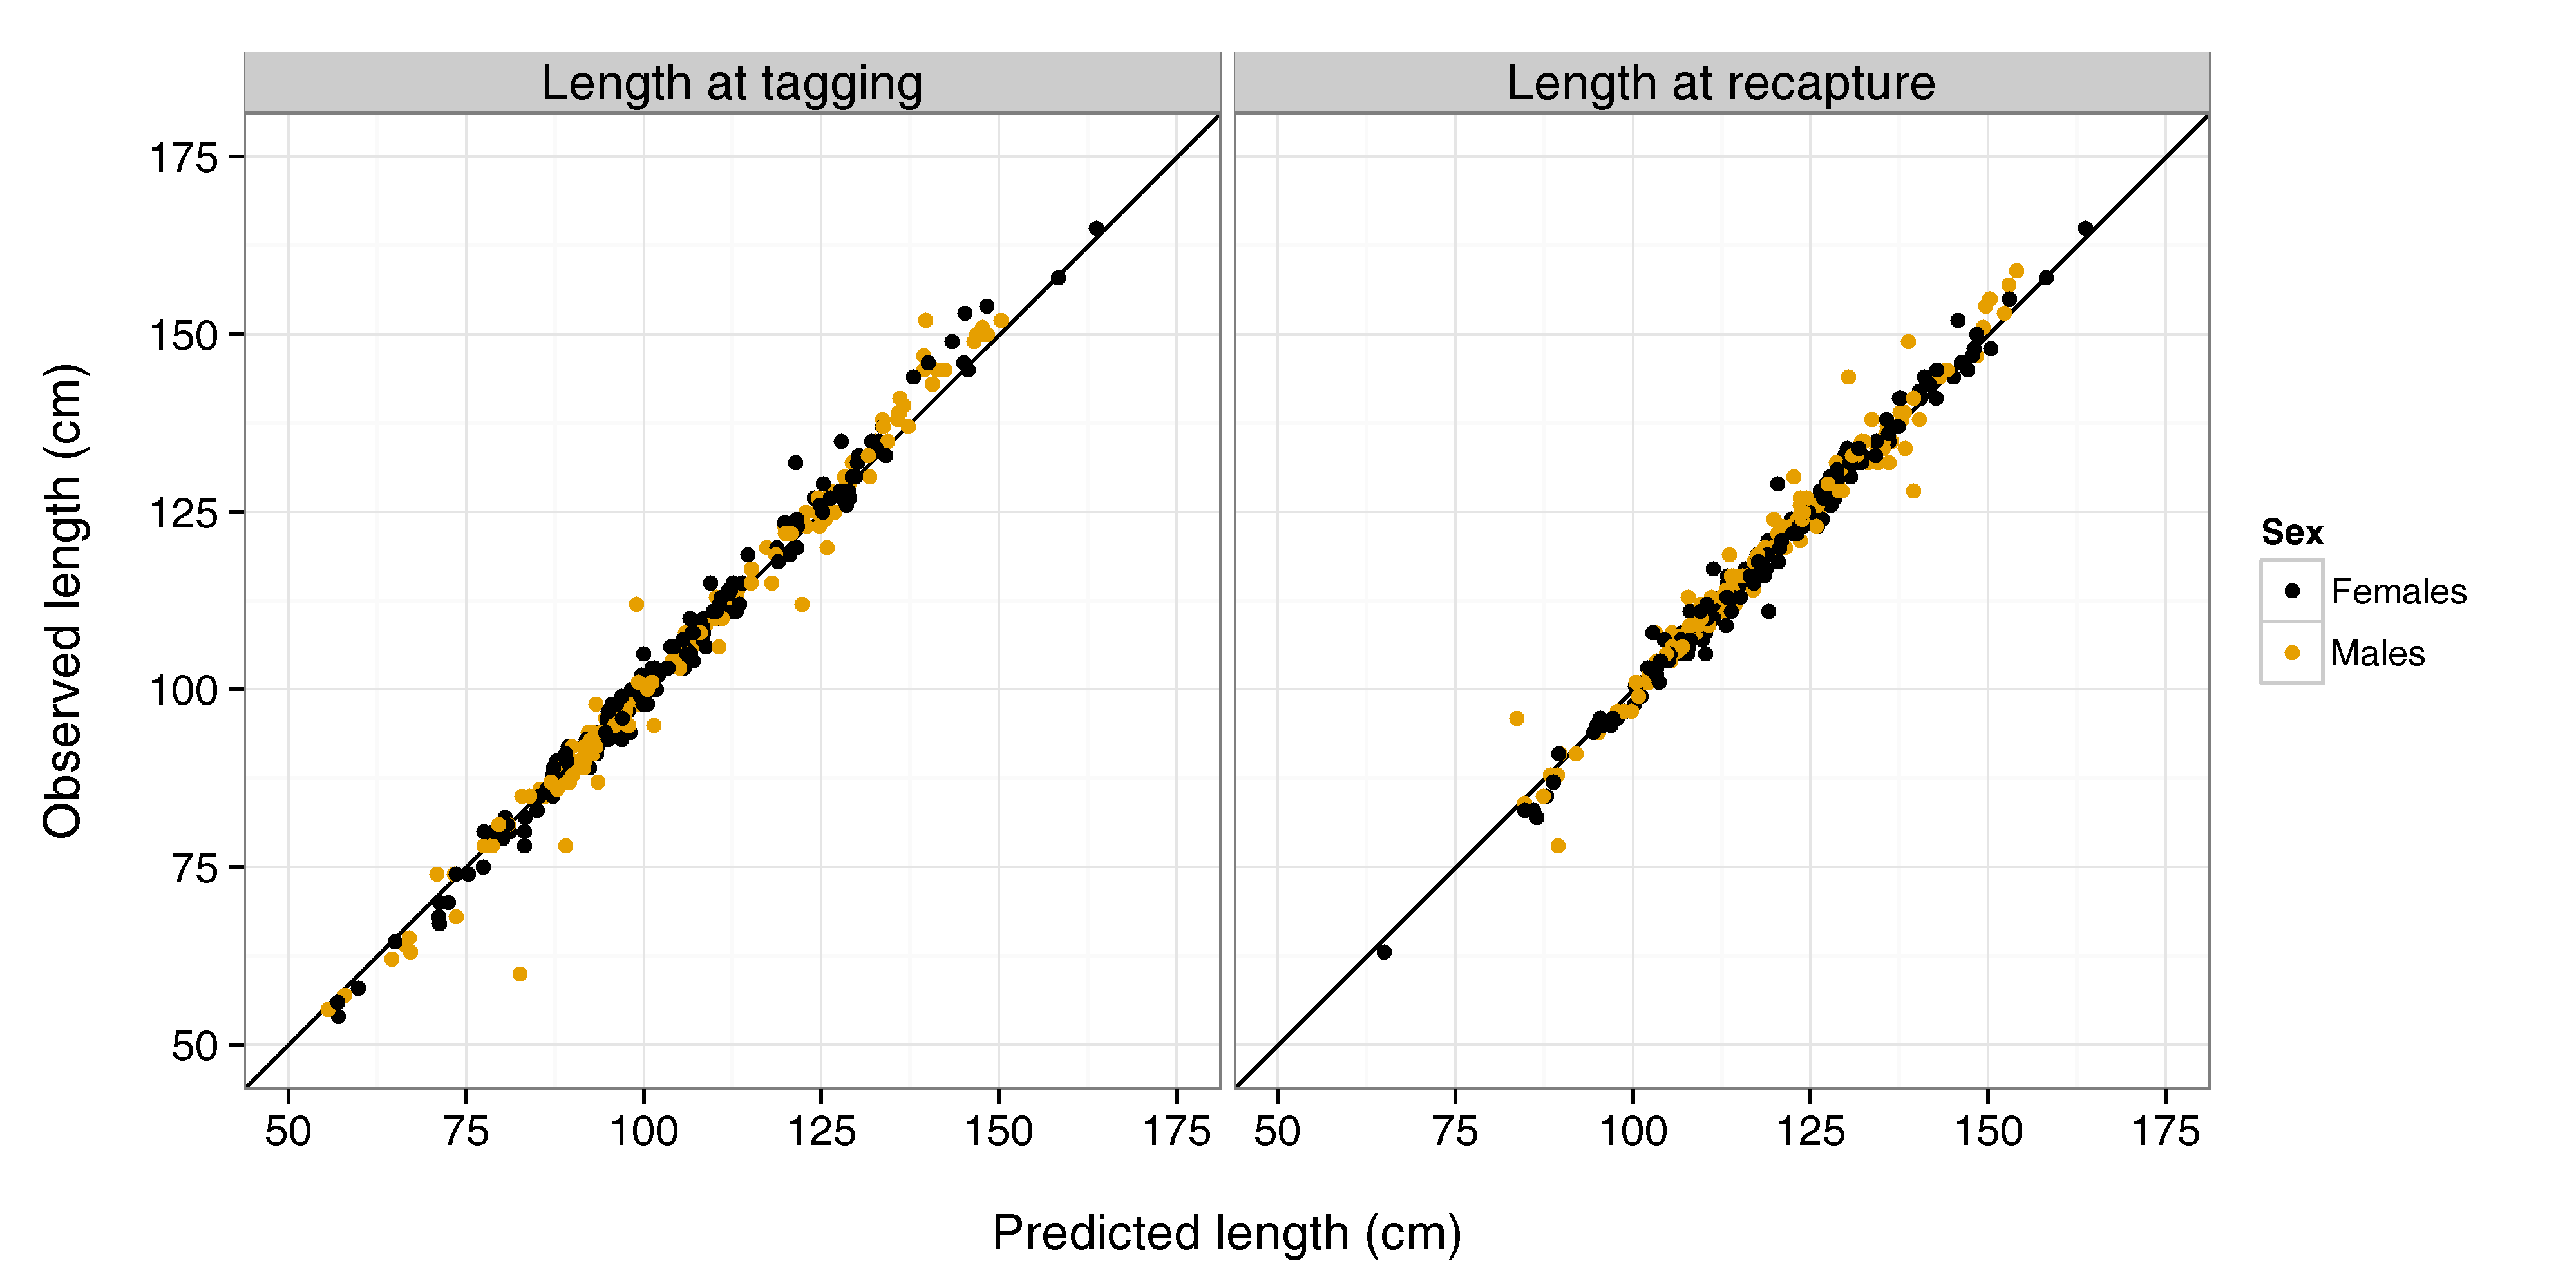 Length at tagging
Length at recapture
Observed length (cm)
175
150
125
100
75
50
50 75 100 125 150 175
50 75 100 125 150 175
Predicted length (cm)
Sex
Females
Males